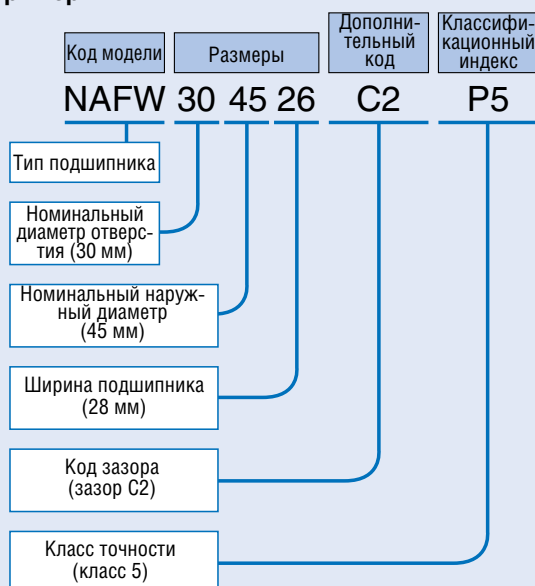 Код модели
Размеры
Дополни-
тельный
код
Классифи-
кационный
индекс
NAFW 30 45 26 C2 P5
Тип подшипника
Номинальный
диаметр отверс-
тия (30 мм)
Номинальный наруж-
ный диаметр
(45 мм)
Ширина подшипника
(28 мм)
Код зазора
(зазор C2)
Класс точности
(класс 5)